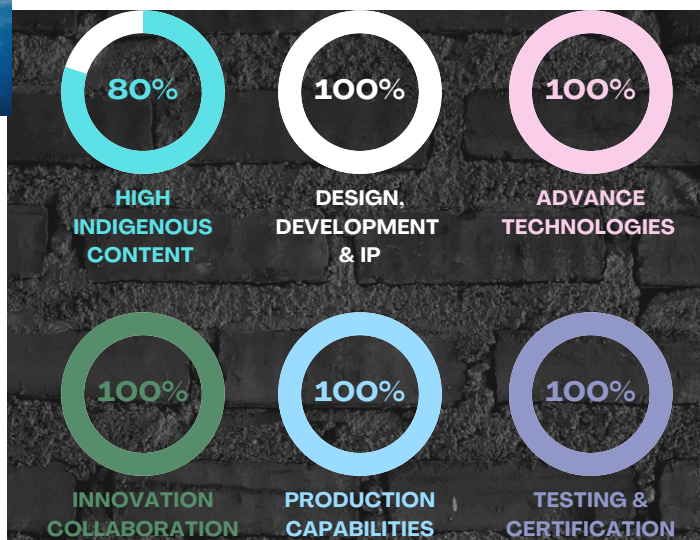 80%
100%
100%
HIGH
INDIGENOUS
CONTENT
DESIGN,
DEVELOPMENT
& IP
ADVANCE
TECHNOLOGIES
100%
100%
100%
INNOVATION
COLLABORATION
PRODUCTION
CAPABILITIES
TESTING &
CERTIFICATION